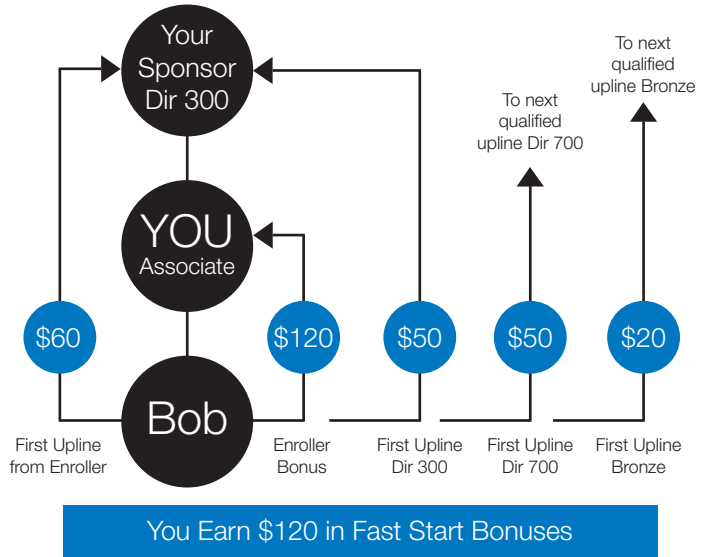 Your
Sponsor
Dir 300
To next
qualified
upline Bronze
To next
qualified
upline Dir 700
YOU
Associate
$60
$120
$50
$50
$20
Bob
First Upline
from Enroller
Enroller
Bonus
First Upline
Dir 300
First Upline
Dir 700
First Upline
Bronze
You Earn $120 in Fast Start Bonuses